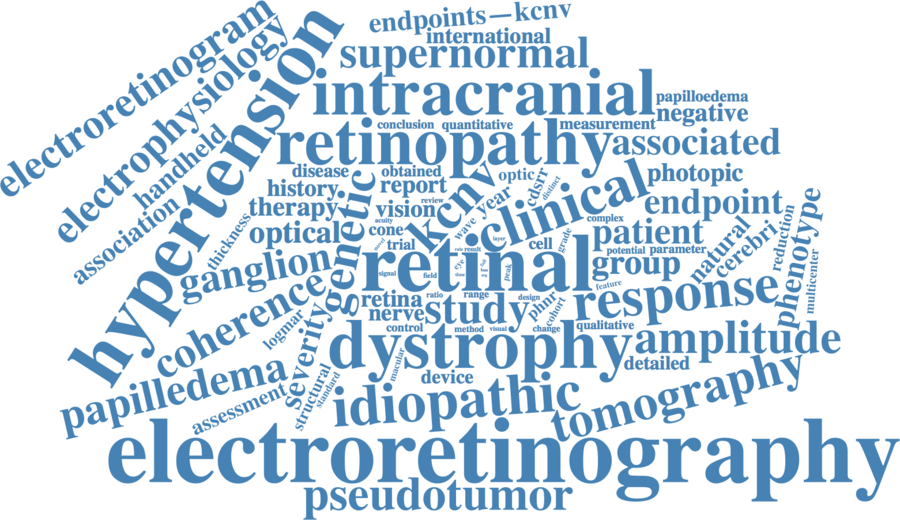 endpoints—kcnv
international
electroretinogram
supernormal
electrophysiology
hypertension
intracranial
papilloedema
negative
handheld
conclusion
quantitative
measurement
retinopathy
associated
disease
obtained
optic
cdsrr
distinct
photopic
history
report
kcnv
clinical
genetic
therapy
vision
review
year
endpoint
association
acuity
wave
complex
phenotype
thickness
optical
cone
trial
layer
cell
grade
patient
natural
cerebri
reduction
result
potential
parameter
ganglion
retinal
group
multicenter
signal
field
eye
peak
feature
coherence
retina
ratio
range
design
phnr
cohort
response
nerve
study
logmar
severity
control
method
visual
change
qualitative
dystrophy
amplitude
macular
detailed
papilledema
structural
standard
device
assessment
idiopathic
tomography
electroretinography
pseudotumor